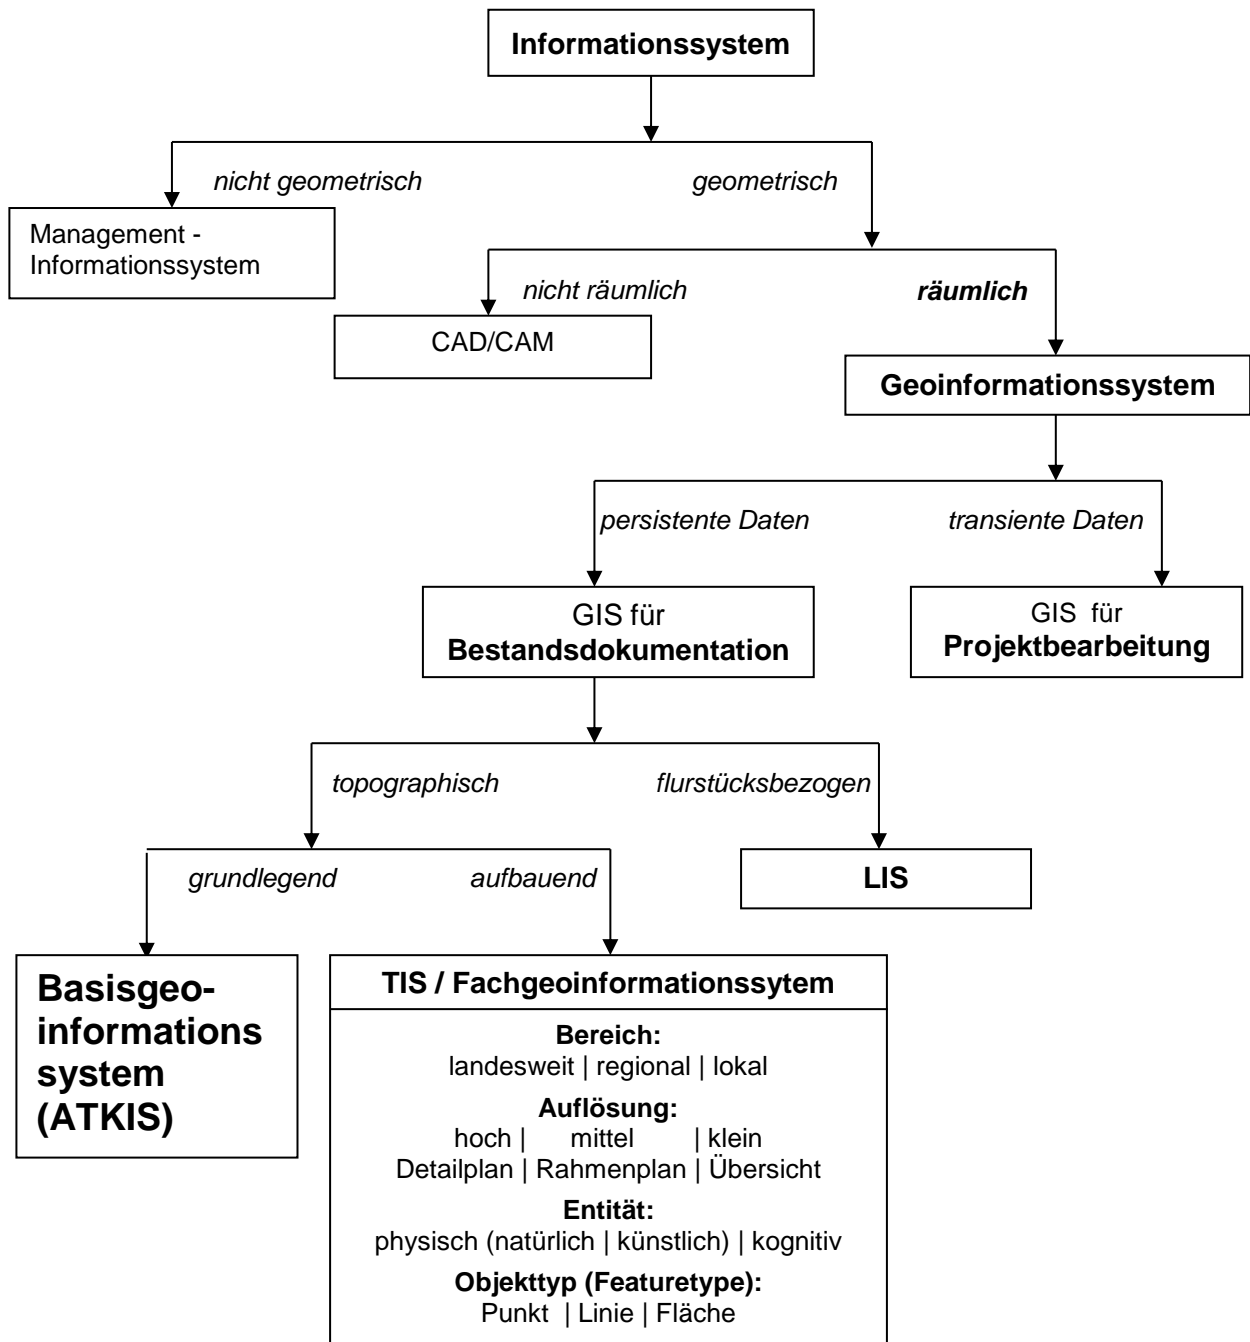 Informationssystem
nicht geometrisch
geometrisch
Management -
Informationssystem
nicht räumlich
räumlich
CAD/CAM
Geoinformationssystem
persistente Daten
transiente Daten
GIS für
Bestandsdokumentation
GIS für
Projektbearbeitung
topographisch
flurstücksbezogen
grundlegend
aufbauend
LIS
Basisgeo-
informations
system
(ATKIS)
TIS / Fachgeoinformationssytem
Bereich:
landesweit | regional | lokal
Auflösung:
hoch | mittel | klein
Detailplan | Rahmenplan | Übersicht
Entität:
physisch (natürlich | künstlich) | kognitiv
Objekttyp (Featuretype):
Punkt | Linie | Fläche